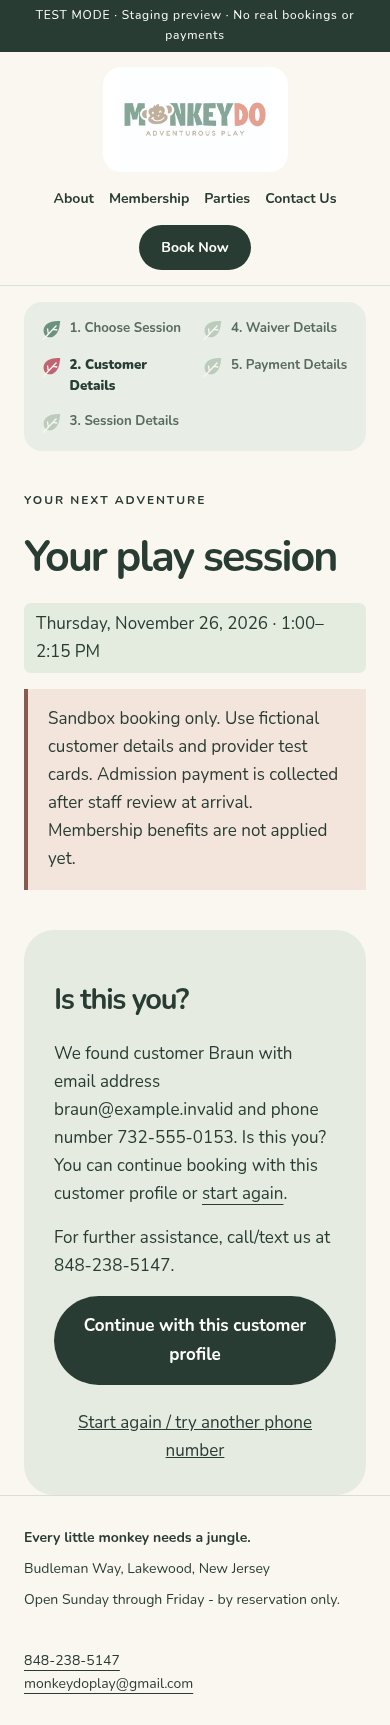 TEST MODE · Staging preview · No real bookings or
payments
MONKEYDO
ADVENTUROUS PLAY
About Membership Parties Contact Us
Book Now
1. Choose Session
2. Customer
Details
3. Session Details
4. Waiver Details
5. Payment Details
YOUR NEXT ADVENTURE
Your play session
Thursday, November 26, 2026 · 1:00–
2:15 PM
Sandbox booking only. Use fictional
customer details and provider test
cards. Admission payment is collected
after staff review at arrival.
Membership benefits are not applied
yet.
Is this you?
We found customer Braun with
email address
braun@example.invalid and phone
number 732-555-0153. Is this you?
You can continue booking with this
customer profile or start again.
For further assistance, call/text us at
848-238-5147.
Continue with this customer
profile
Start again / try another phone
number
Every little monkey needs a jungle.
Budleman Way, Lakewood, New Jersey
Open Sunday through Friday - by reservation only.
848-238-5147
monkeydoplay@gmail.com